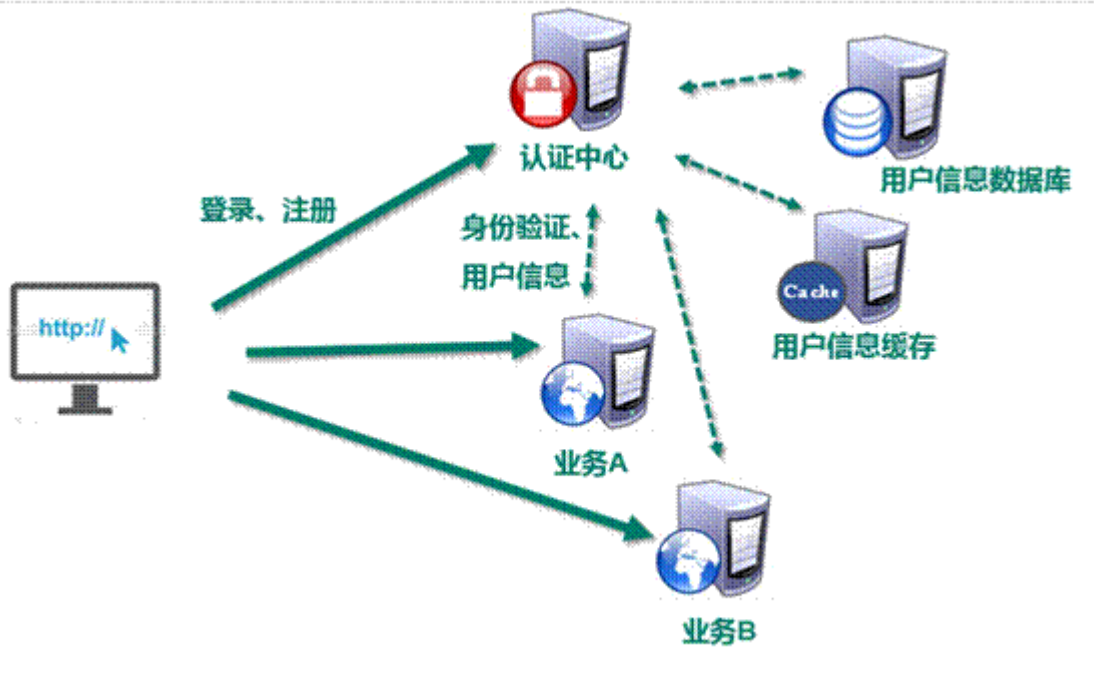 认证中心
用户信息数据库
登录、注册
身份验证、
用户信息
http://
Cache
用户信息缓存
业务A
业务B